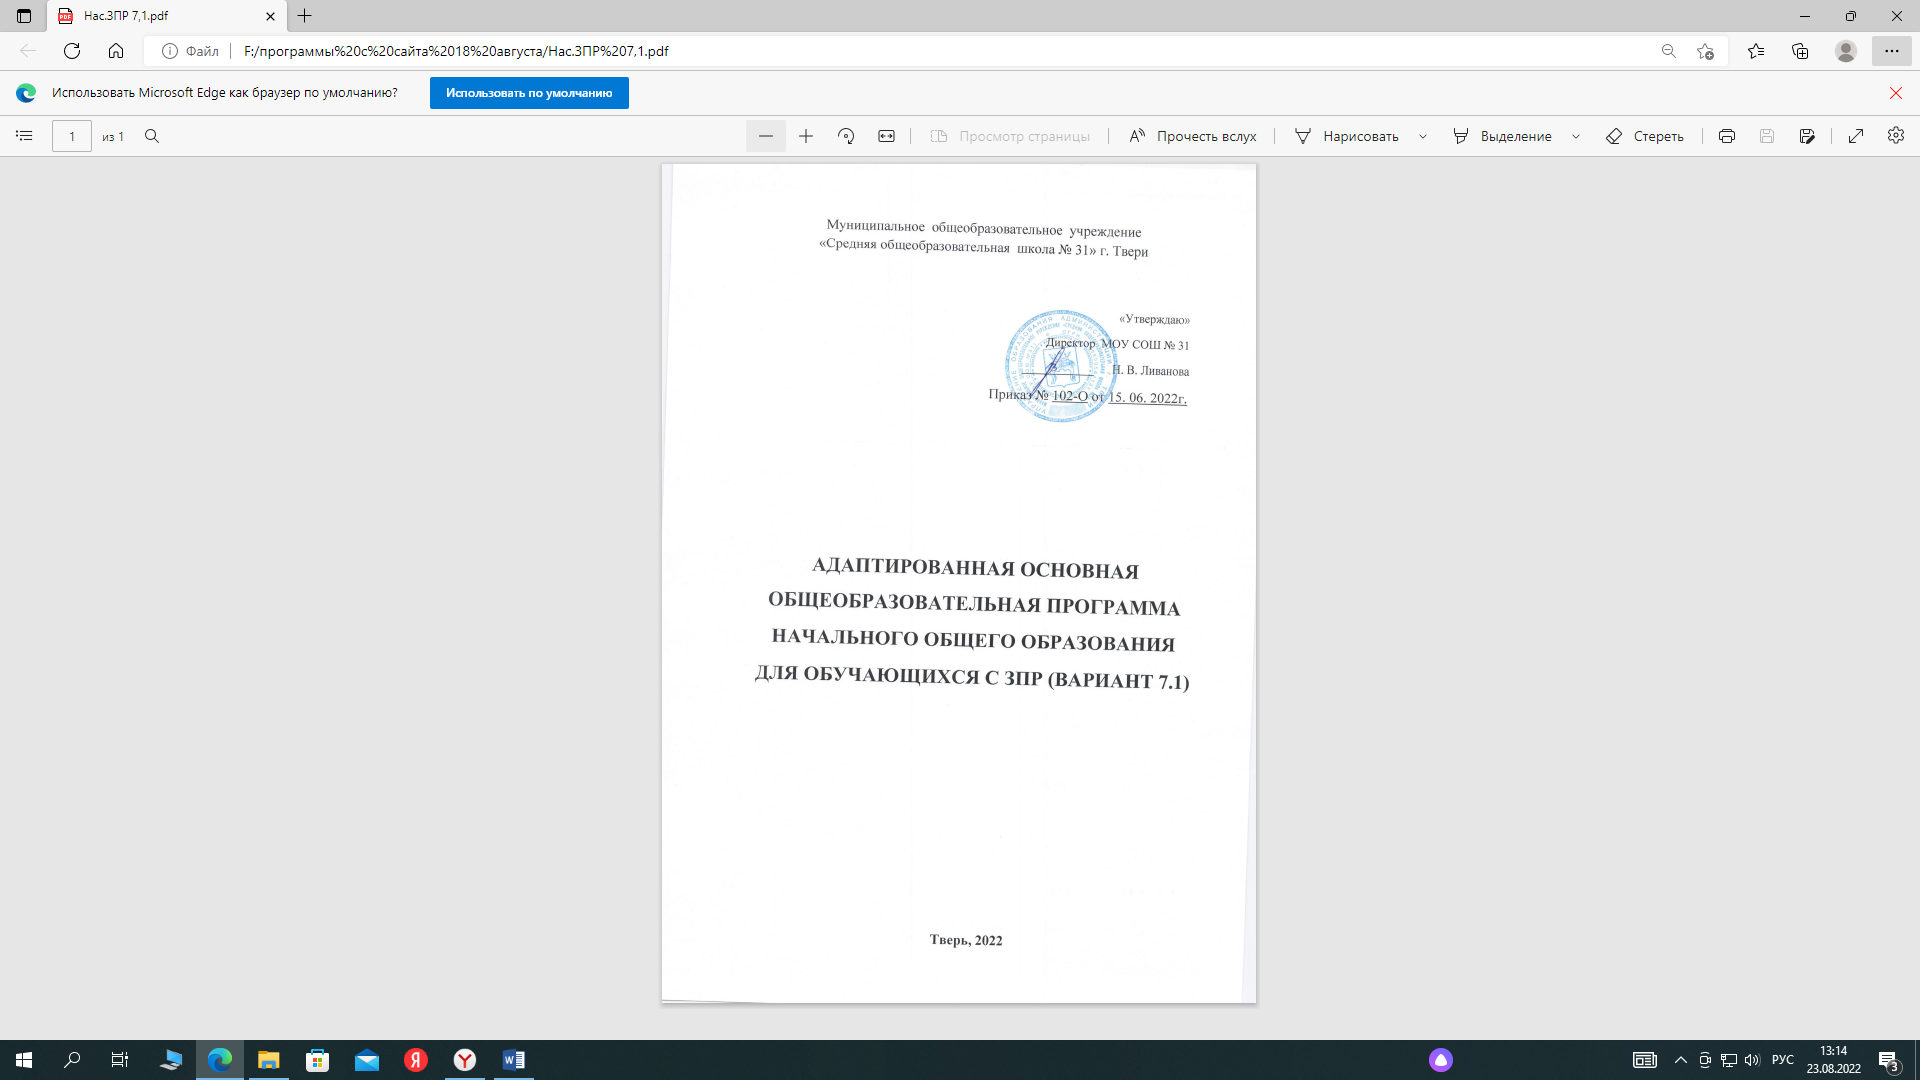 Нас.ЗПР 7,1.pdf
Файл
F:/программы%20с%20сайта%2018%20августа/Нас.ЗПР%207,1.pdf
Использовать Microsoft Edge как браузер по умолчанию?
Использовать по умолчанию
1 из 1
Просмотр страницы
Прочесть вслух
Нарисовать
Выделение
Стереть
Муниципальное общеобразовательное учреждение
«Средняя общеобразовательная школа № 31» г. Твери
«Утверждаю»
Директор МОУ СОШ № 31
Н. В. Ливанова
Приказ № 102-О от 15. 06. 2022г.
АДАПТИРОВАННАЯ ОСНОВНАЯ
ОБЩЕОБРАЗОВАТЕЛЬНАЯ ПРОГРАММА
НАЧАЛЬНОГО ОБЩЕГО ОБРАЗОВАНИЯ
ДЛЯ ОБУЧАЮЩИХСЯ С ЗПР (ВАРИАНТ 7.1)
Тверь, 2022
РУС
13:14
23.08.2022
3